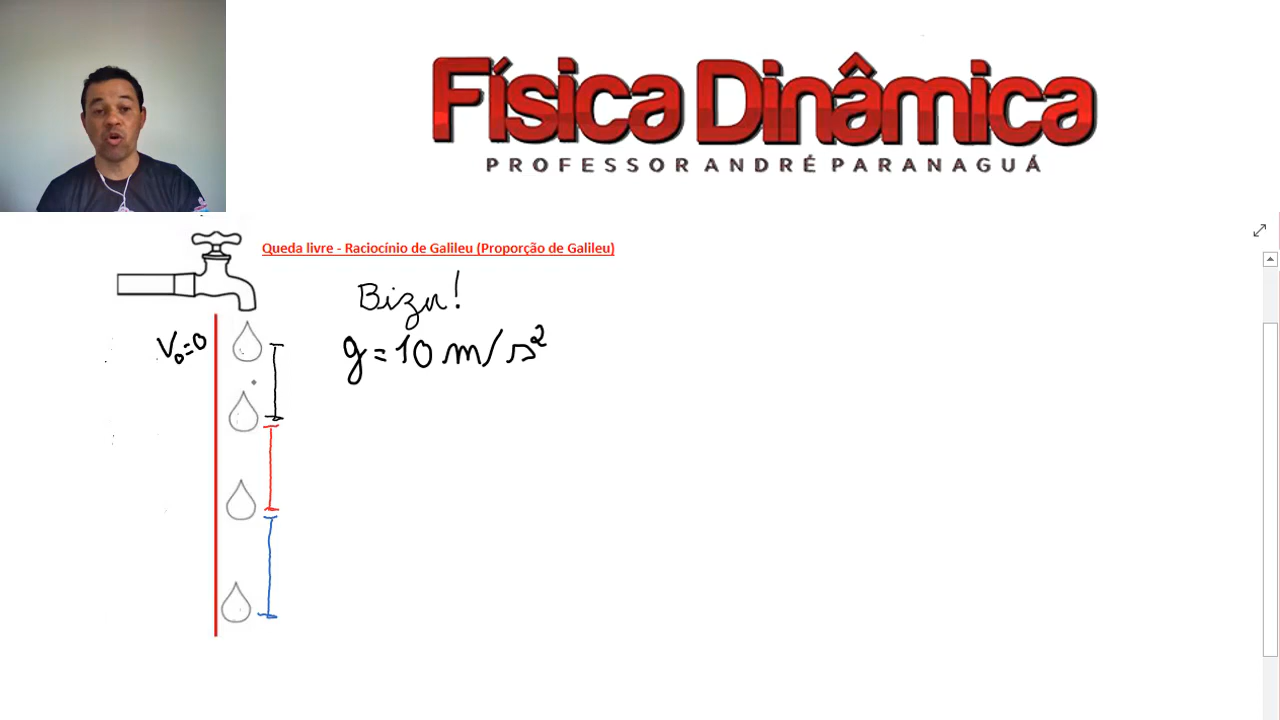 Física Dinâmica
PROFESSOR ANDRÉ PARANAGUÁ
Queda livre - Raciocínio de Galileu (Proporção de Galileu)
Bizu!
V₀=0
g=10 m/s²